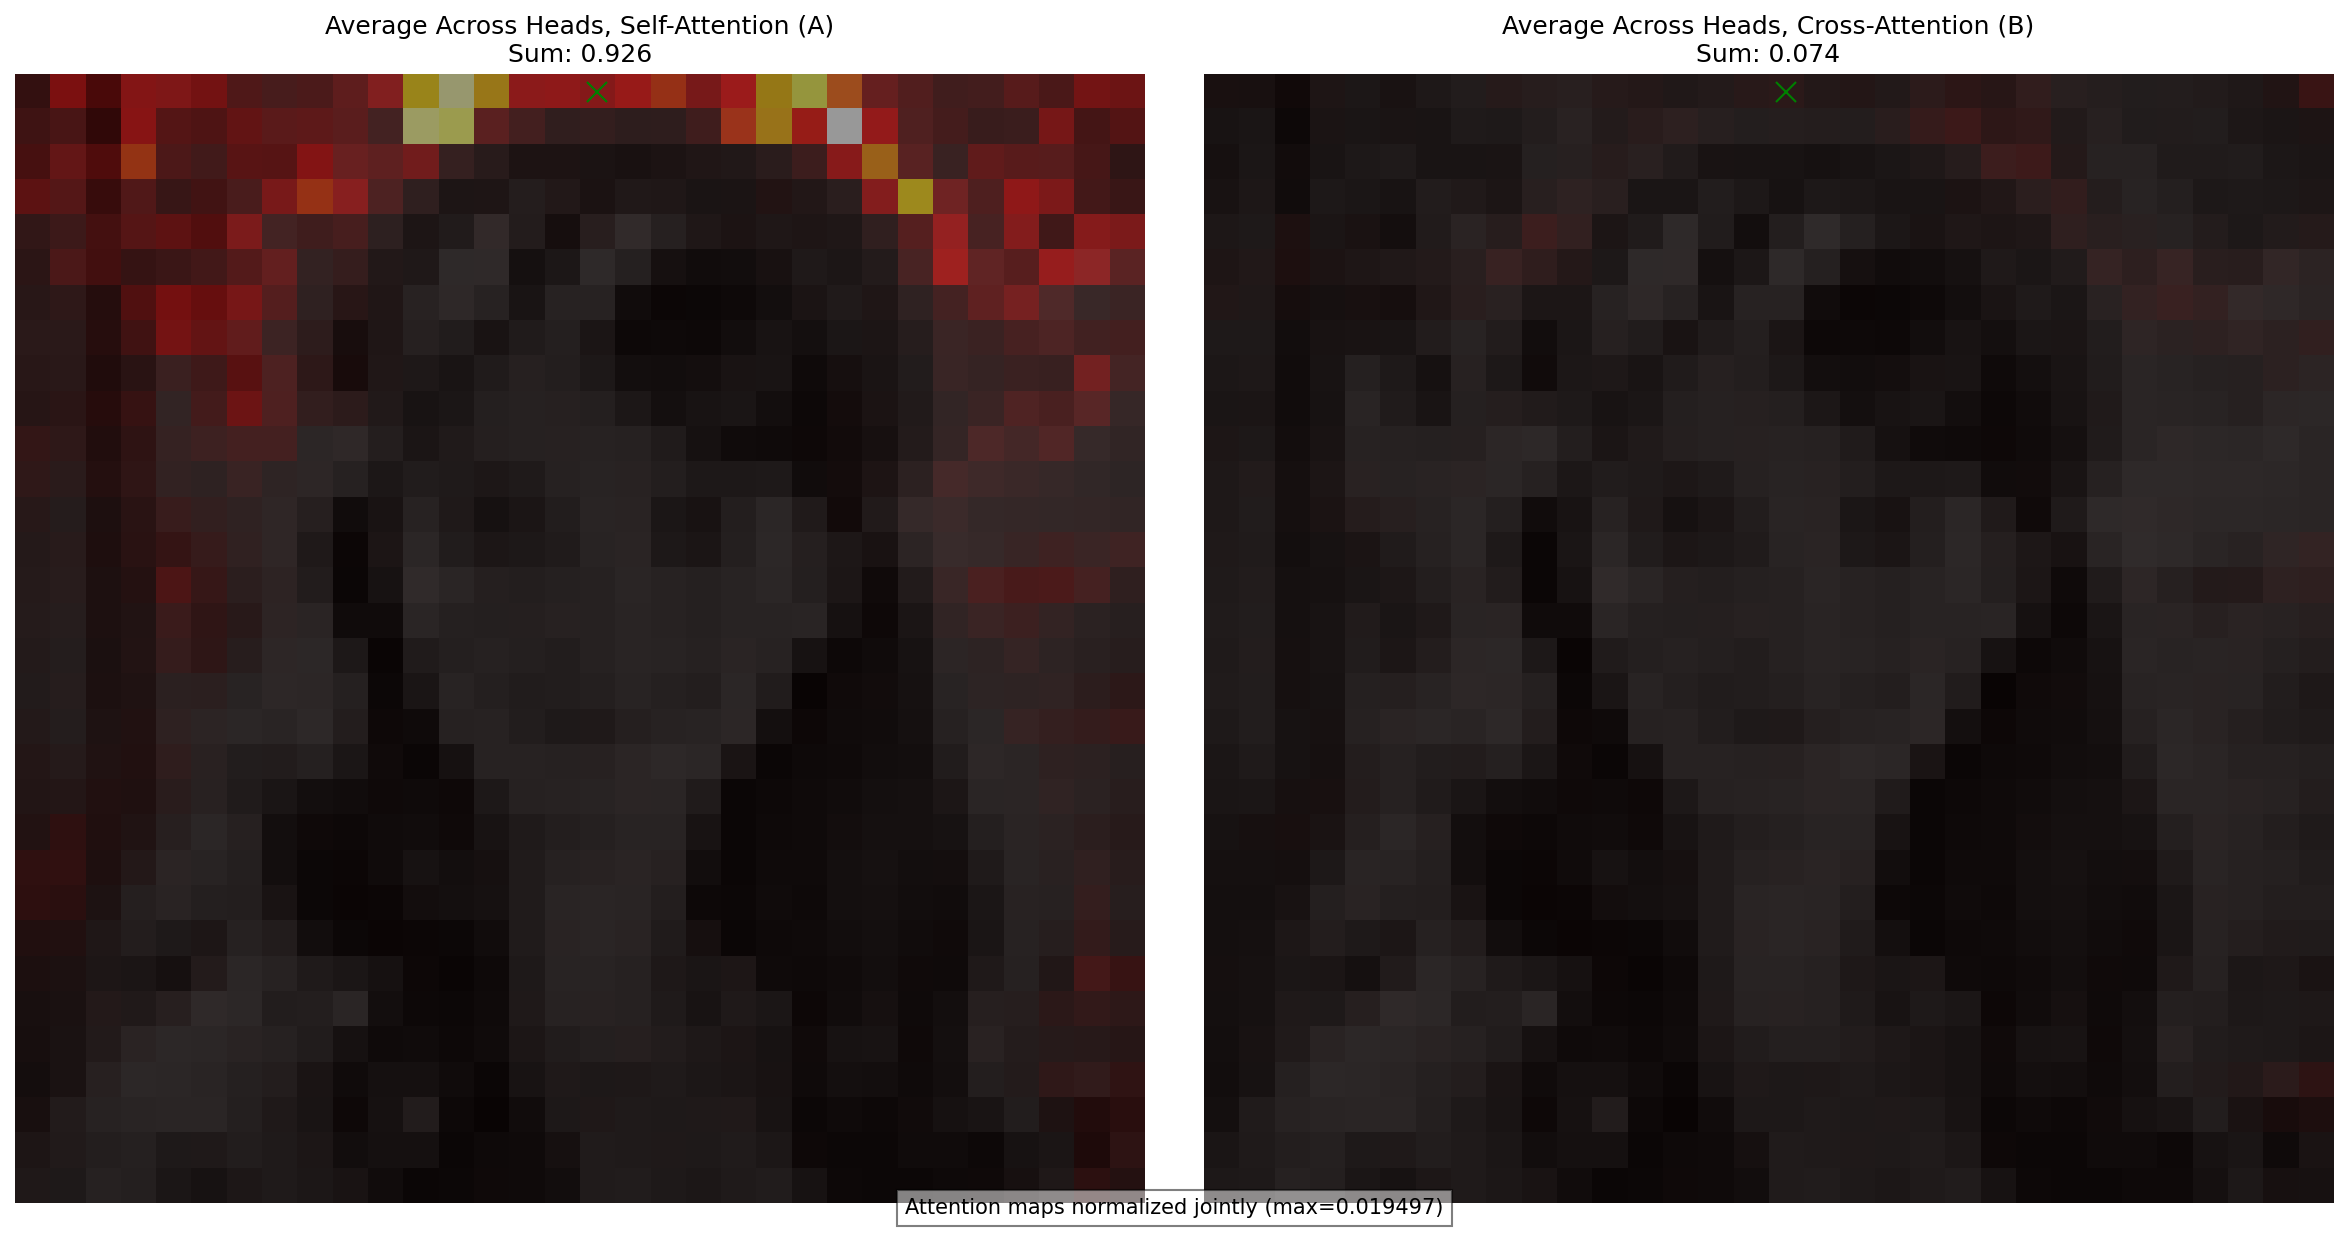 Average Across Heads, Self-Attention (A)
Sum: 0.926
Average Across Heads, Cross-Attention (B)
Sum: 0.074
Attention maps normalized jointly (max=0.019497)